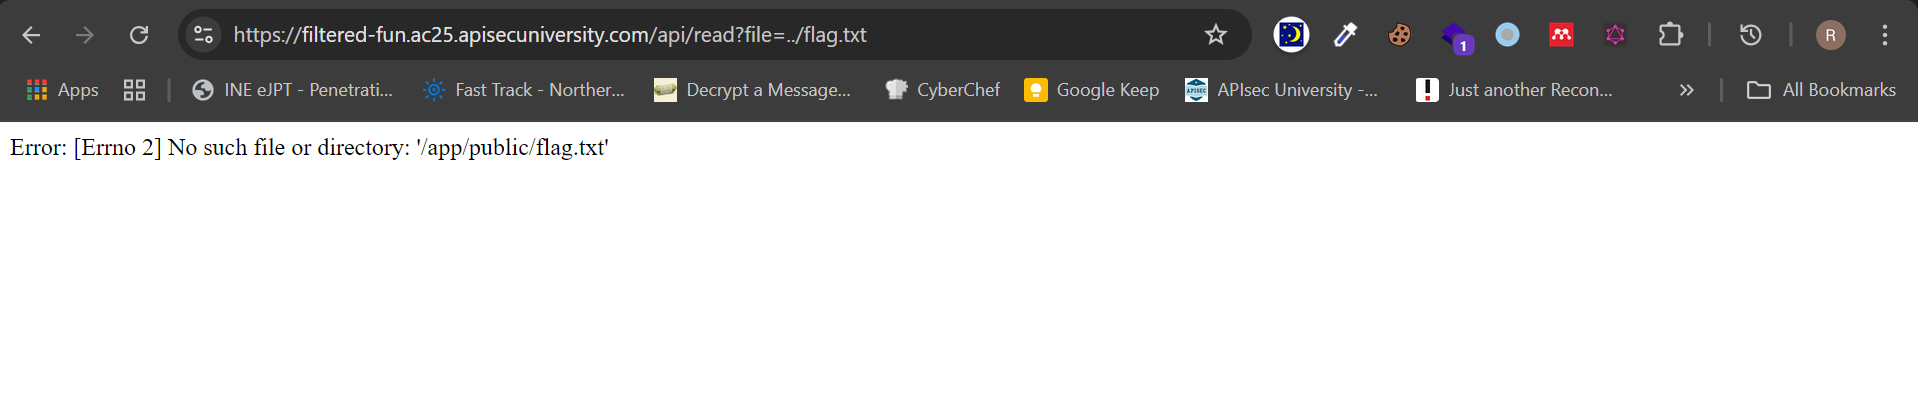 https://filtered-fun.ac25.apisecuniversity.com/api/read?file=../flag.txt
1
R
Apps
INE eJPT - Penetrati...
Fast Track - Norther...
Decrypt a Message...
CyberChef
Google Keep
APIsec University -...
Just another Recon...
All Bookmarks
Error: [Errno 2] No such file or directory: '/app/public/flag.txt'